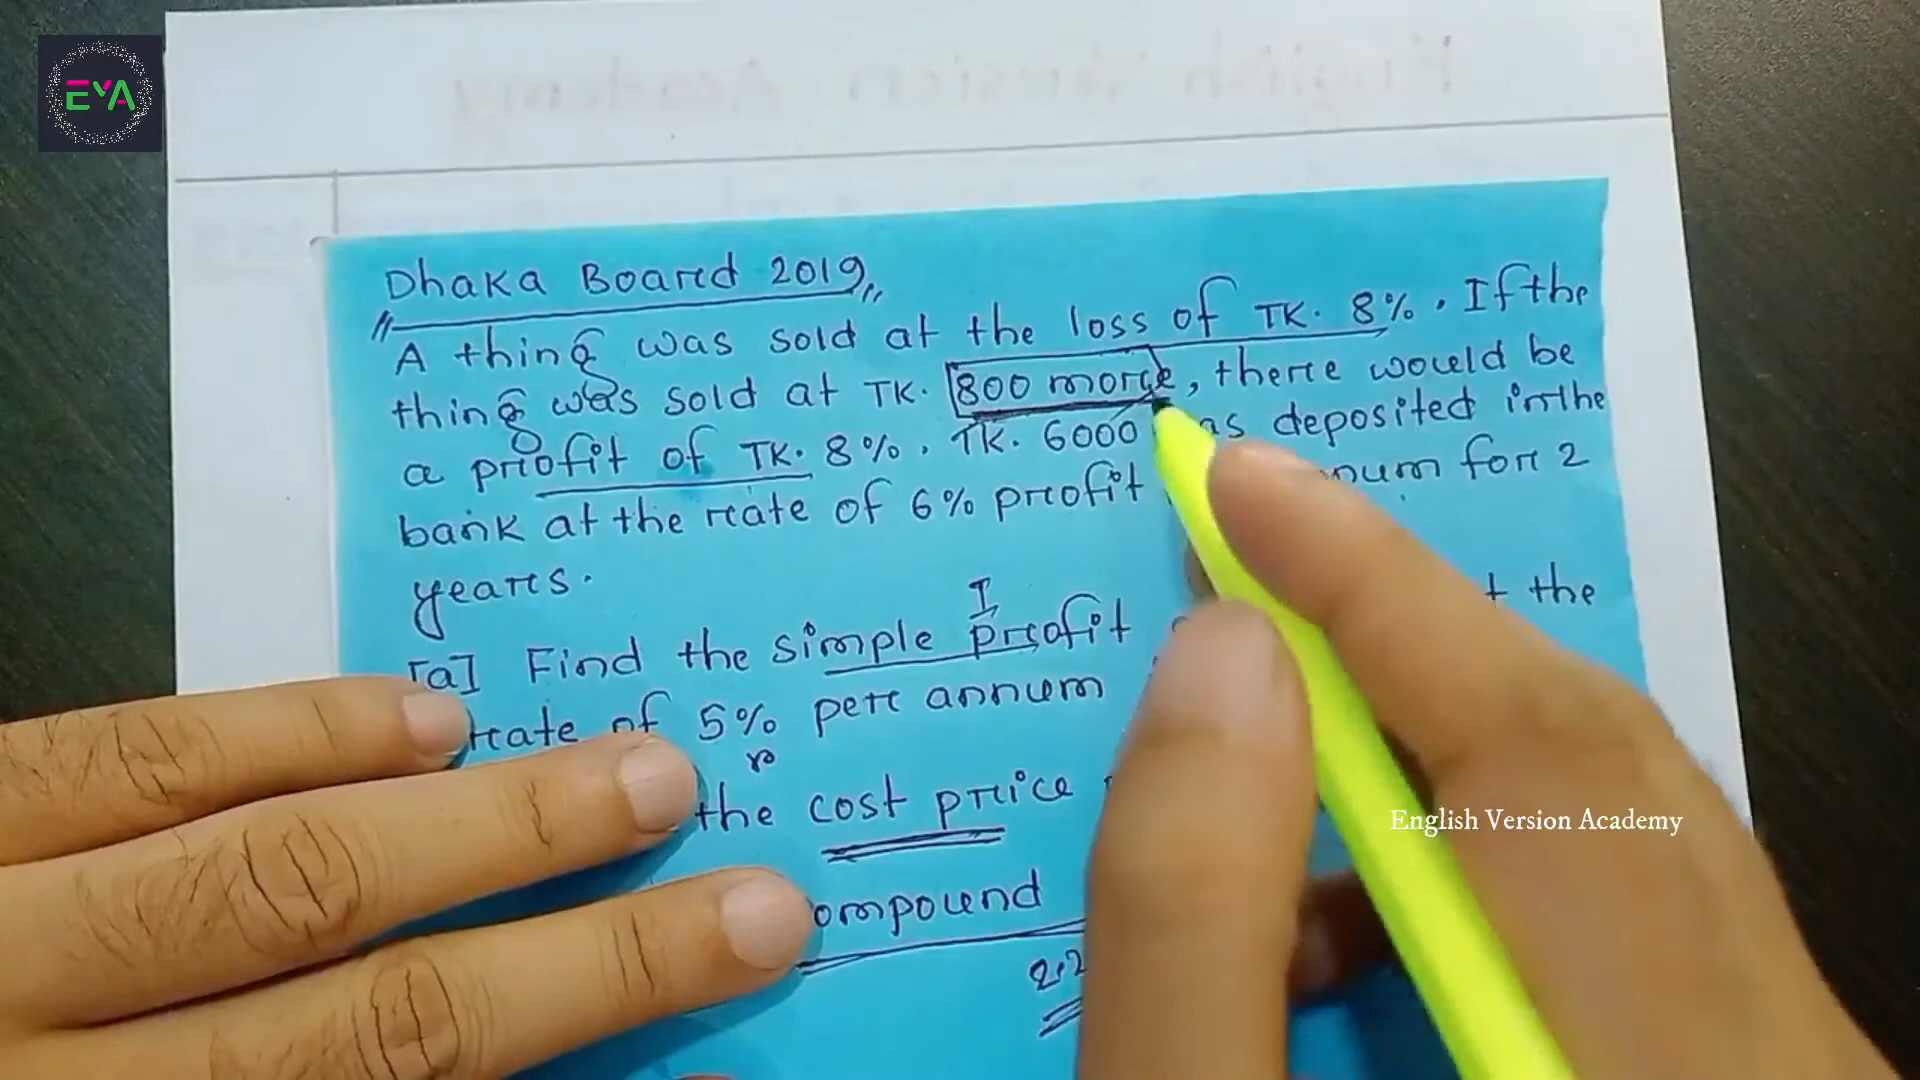 EYA
Dhaka Board 2019
A thing was sold at the loss of TK. 8%. If the
thing was sold at TK. 800 more, there would be
a profit of TK. 8%. TK. 6000 as deposited in the
bank at the rate of 6% profit num for 2
years.
I
[a] Find the simple profit t the
rate of 5% per annum
the cost price
English Version Academy
ompound
2.2